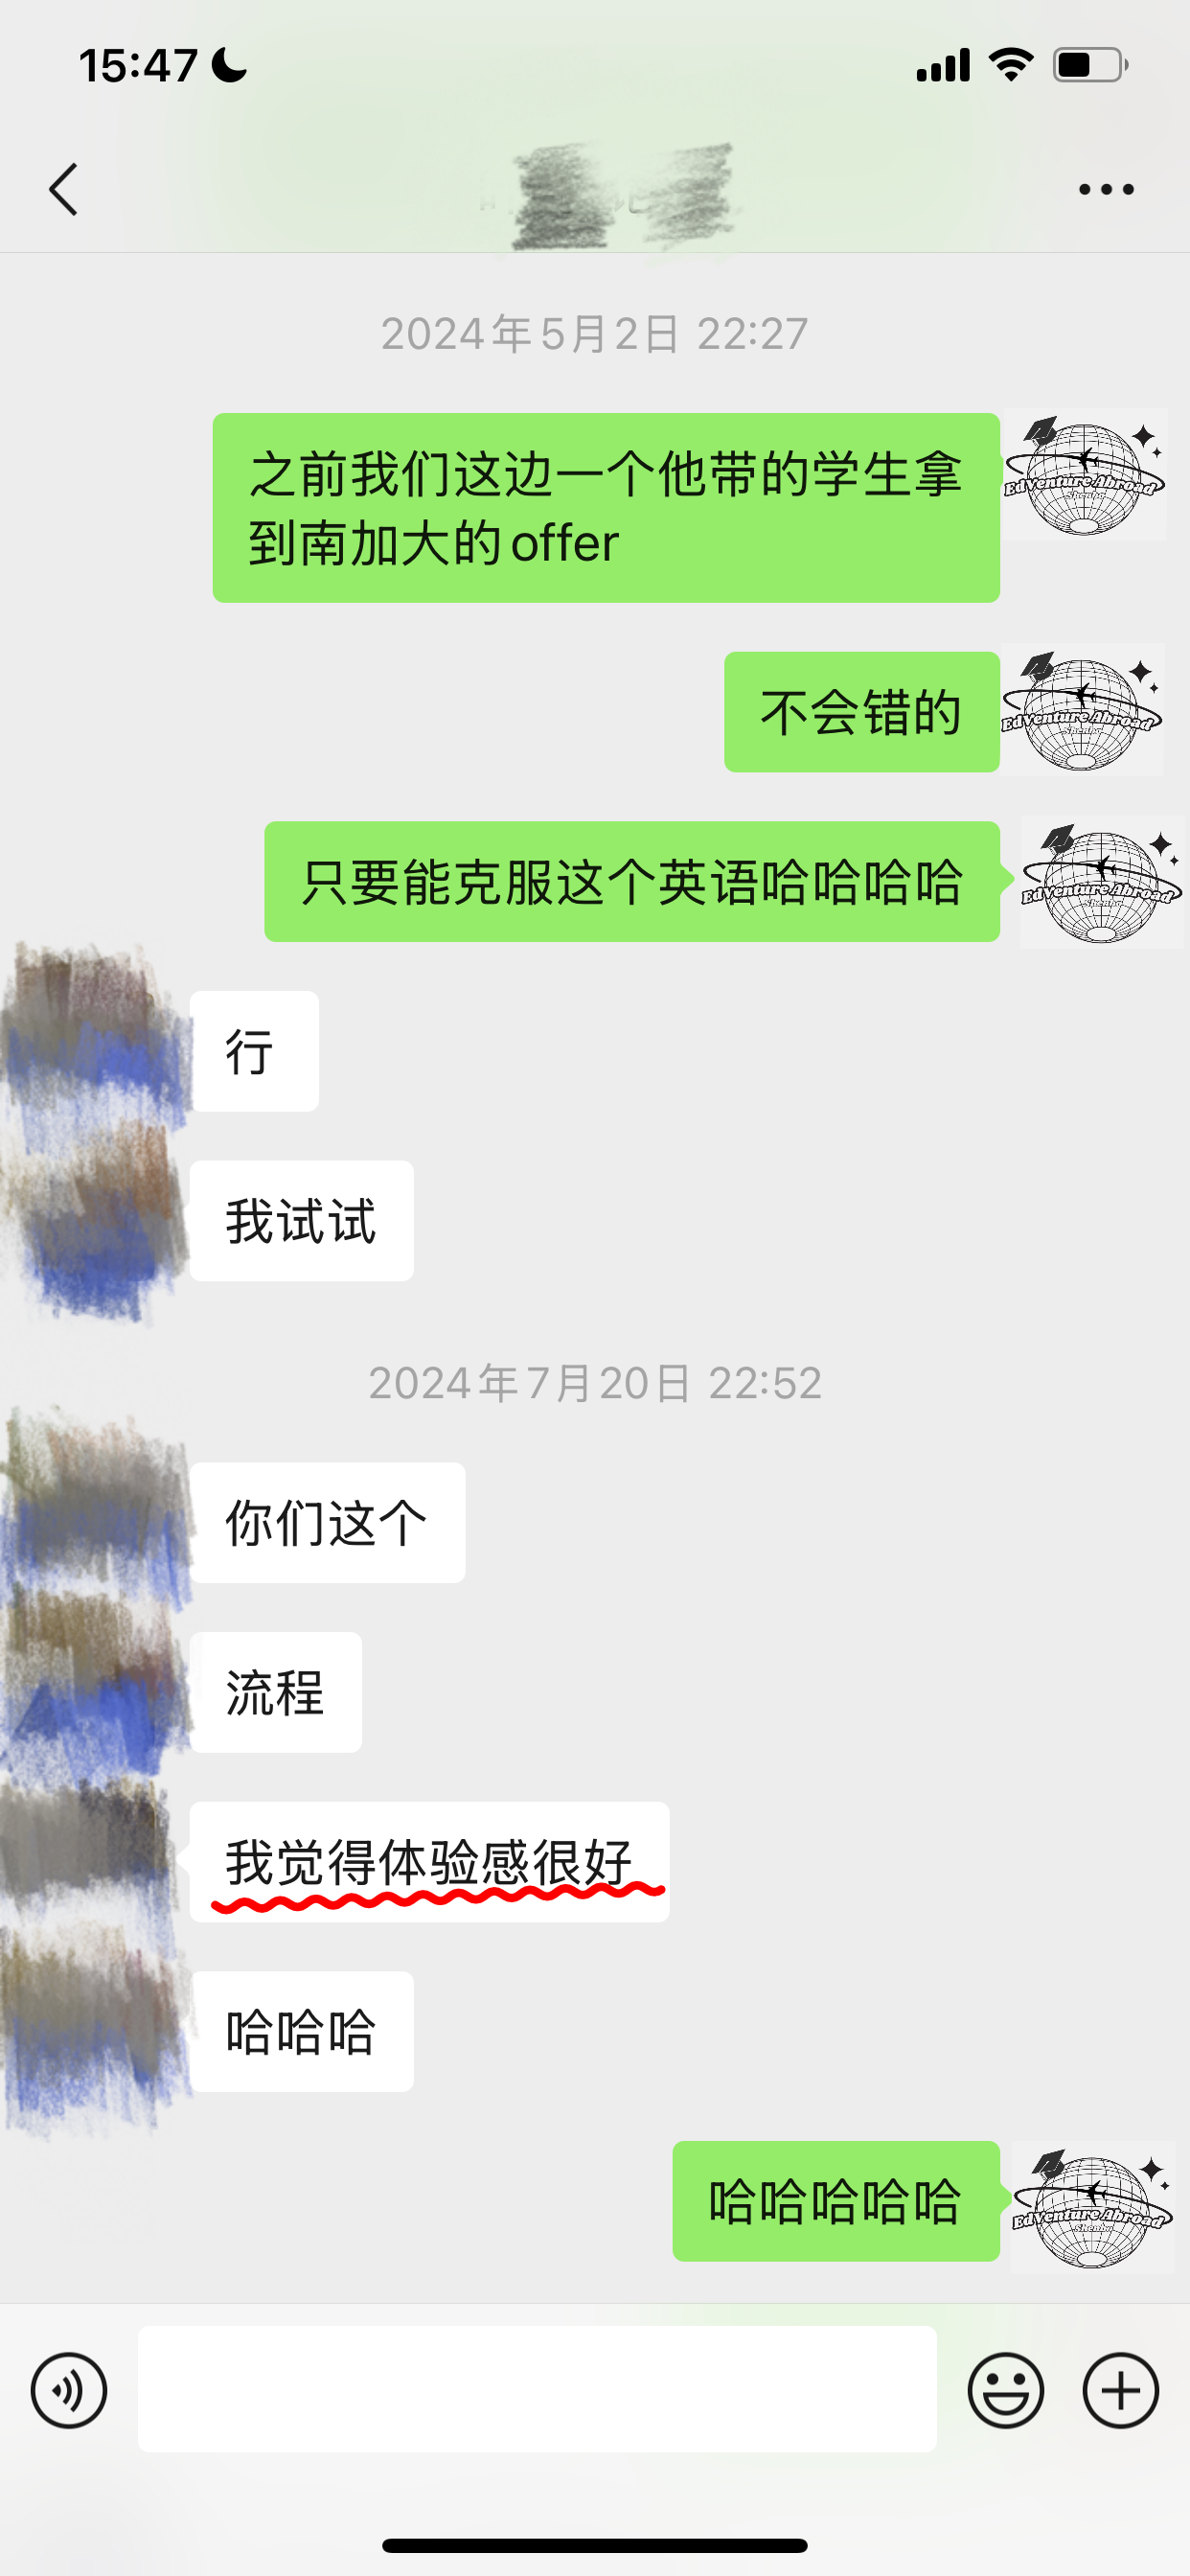 15:47
2024年5月2日 22:27
之前我们这边一个他带的学生拿
到南加大的offer
EdVenture Abroad
Shenbo
不会错的
EdVenture Abroad
Shenbo
只要能克服这个英语哈哈哈哈
EdVenture Abroad
Shenbo
行
我试试
2024年7月20日 22:52
你们这个
流程
我觉得体验感很好
哈哈哈
哈哈哈哈哈
EdVenture Abroad
Shenbo